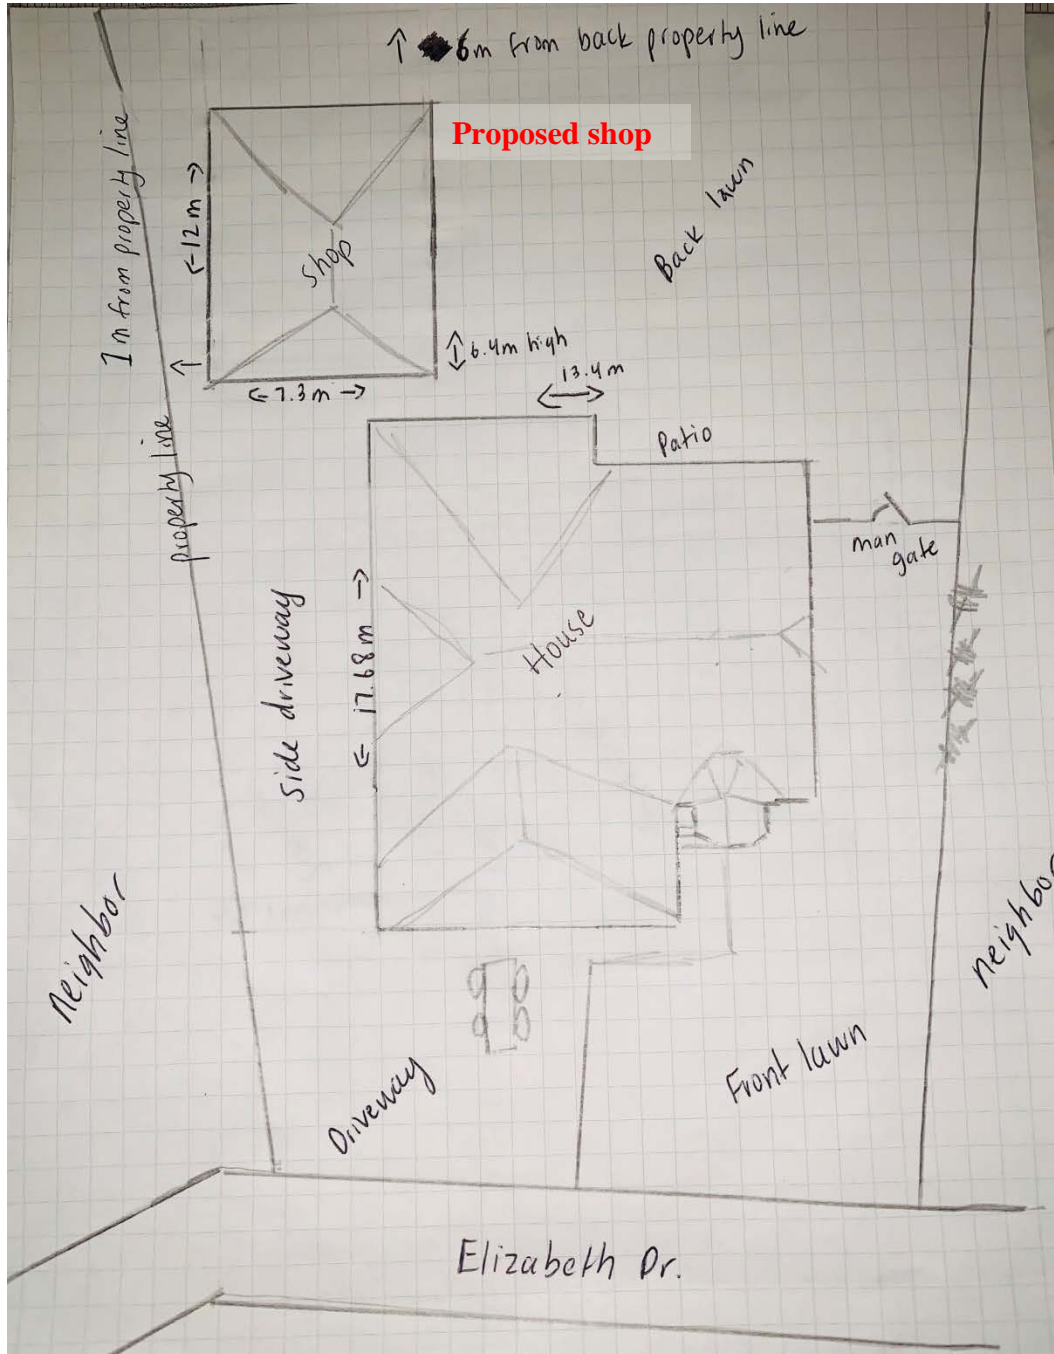 ↑ 6m from back property line
Proposed shop
1m from property line
←12m→
Shop
Back lawn
↑
↕ 6.4m high
←7.3m→
13.4m
↔
Patio
property line
man
gate
Side driveway
←17.68m→
House
neighbor
neighbor
Driveway
Front lawn
Elizabeth Dr.